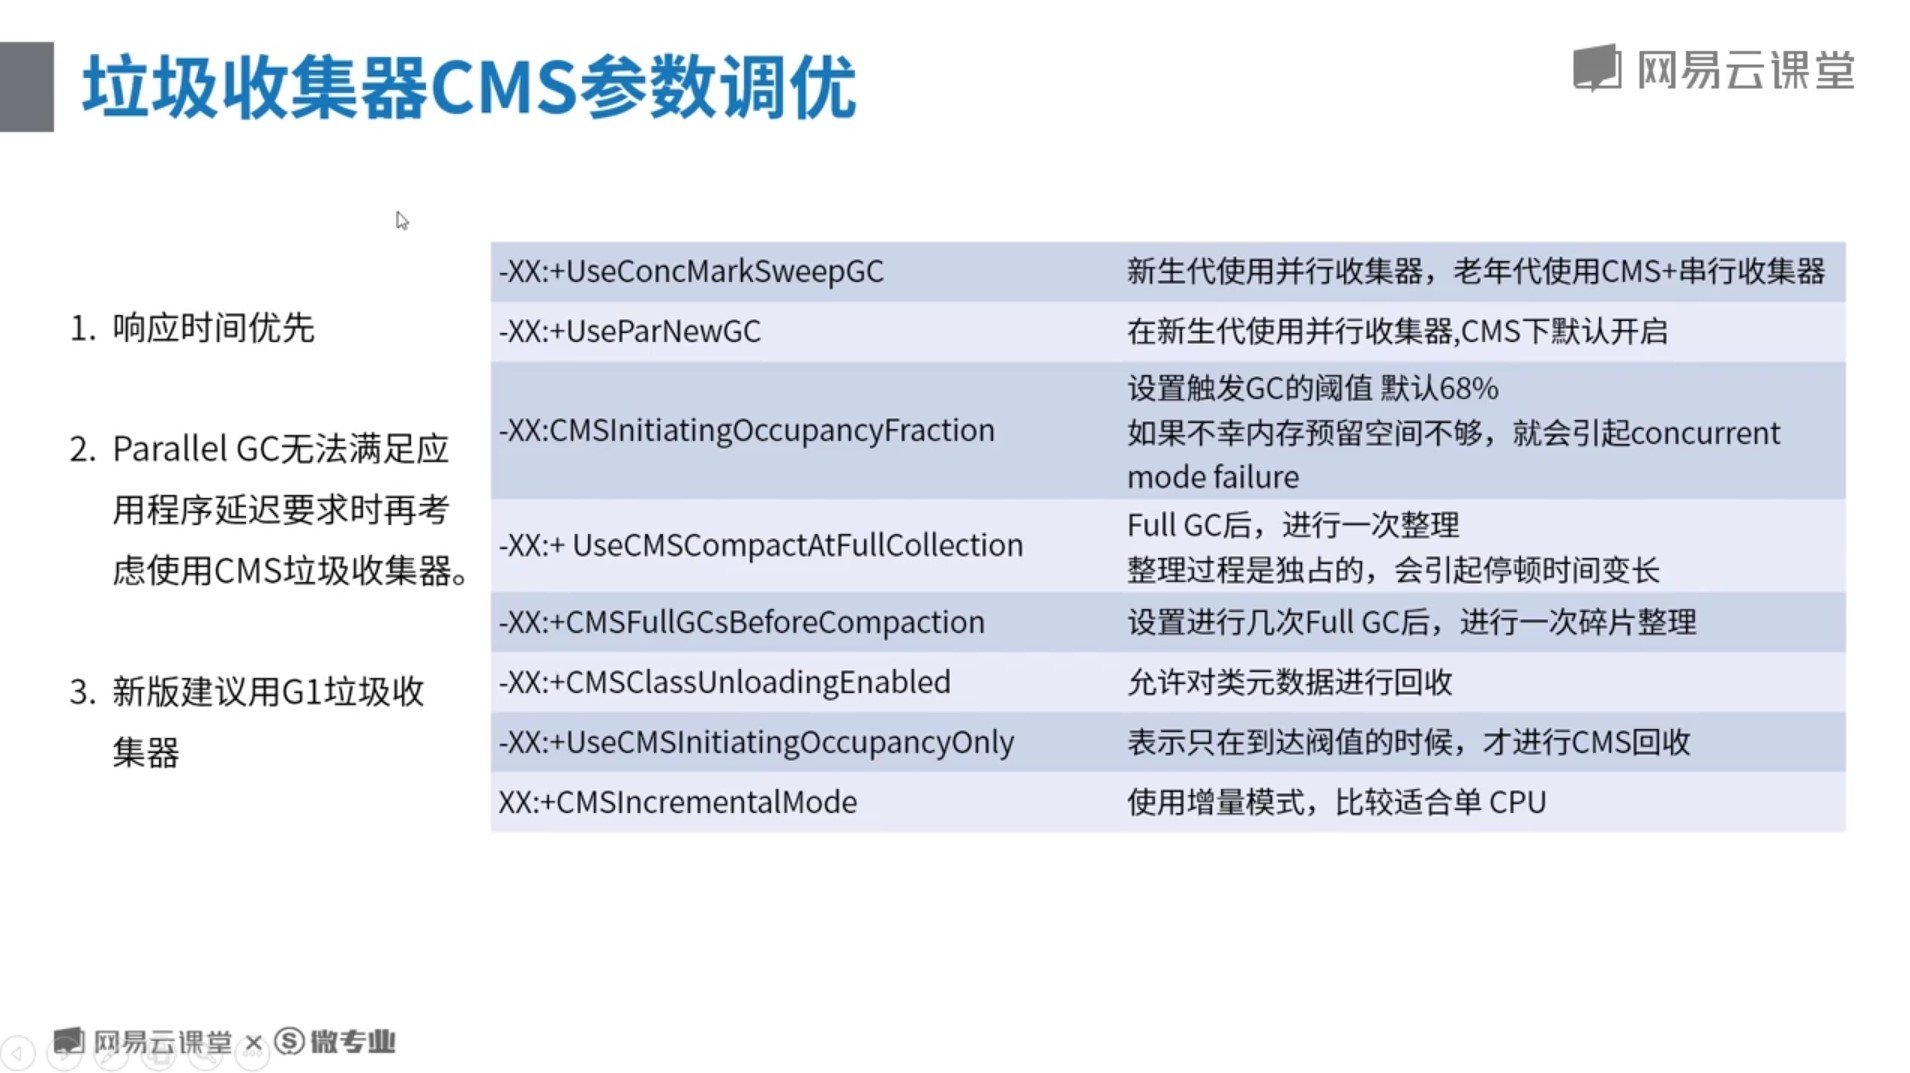 垃圾收集器CMS参数调优
网易云课堂
1. 响应时间优先
2. Parallel GC无法满足应
用程序延迟要求时再考
虑使用CMS垃圾收集器。
3. 新版建议用G1垃圾收
集器
-XX:+UseConcMarkSweepGC 新生代使用并行收集器，老年代使用CMS+串行收集器
-XX:+UseParNewGC 在新生代使用并行收集器,CMS下默认开启
-XX:CMSInitiatingOccupancyFraction 设置触发GC的阈值 默认68%
如果不幸内存预留空间不够，就会引起concurrent
mode failure
-XX:+ UseCMSCompactAtFullCollection Full GC后，进行一次整理
整理过程是独占的，会引起停顿时间变长
-XX:+CMSFullGCsBeforeCompaction 设置进行几次Full GC后，进行一次碎片整理
-XX:+CMSClassUnloadingEnabled 允许对类元数据进行回收
-XX:+UseCMSInitiatingOccupancyOnly 表示只在到达阀值的时候，才进行CMS回收
XX:+CMSIncrementalMode 使用增量模式，比较适合单 CPU
网易云课堂 × 微专业